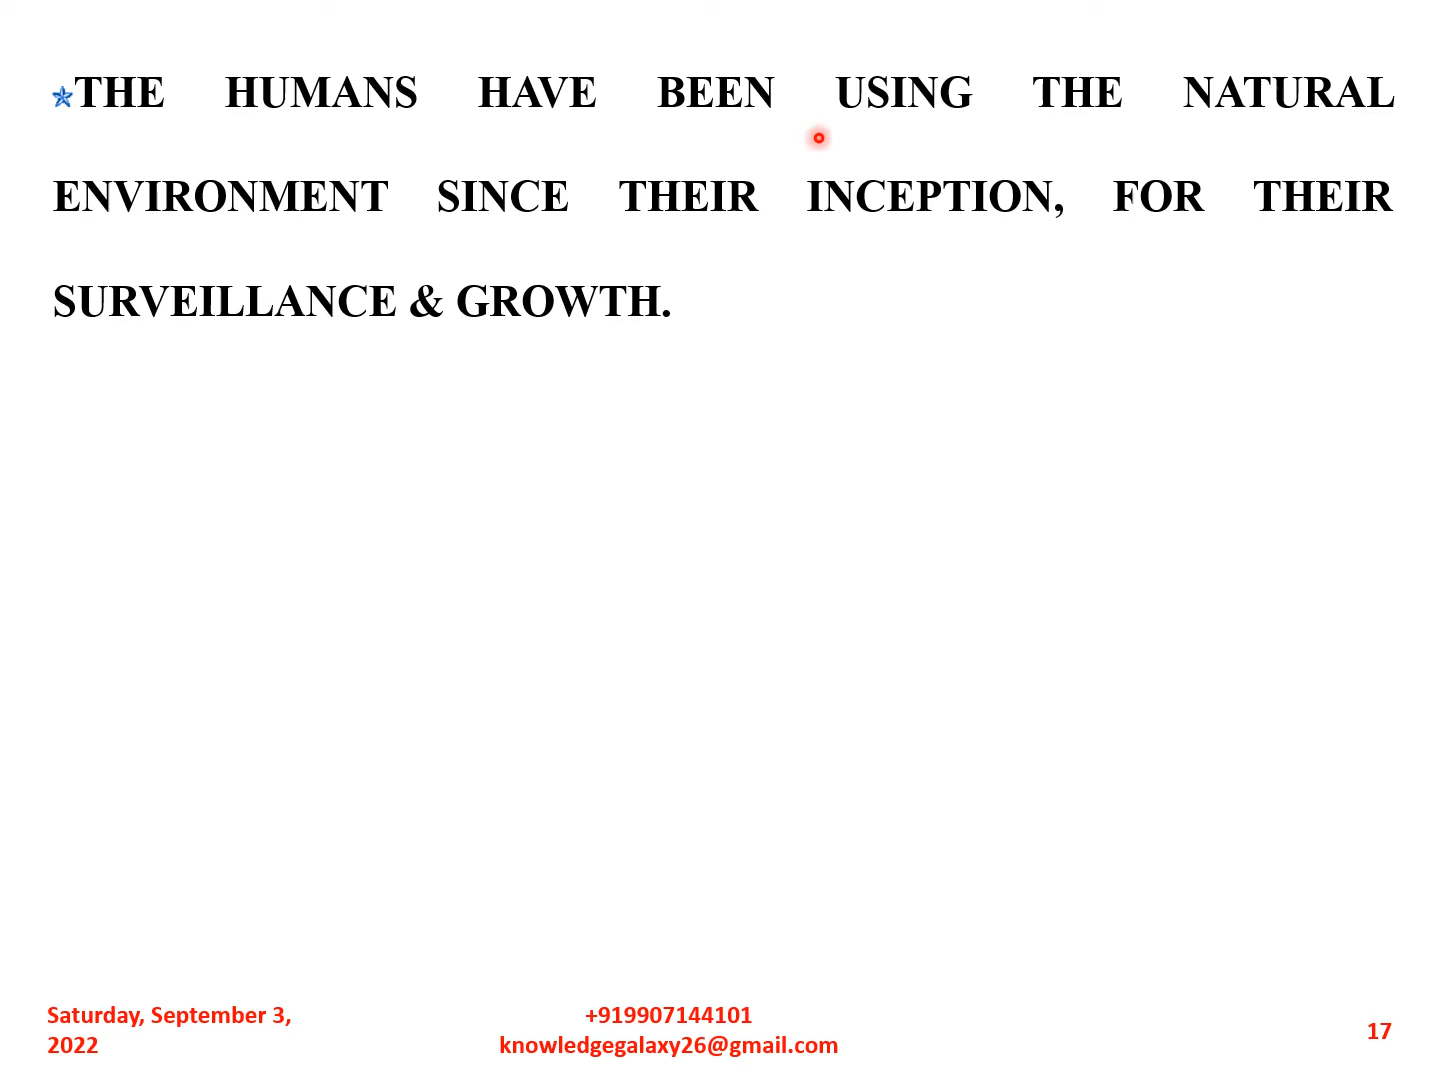 THE HUMANS HAVE BEEN USING THE NATURAL
ENVIRONMENT SINCE THEIR INCEPTION, FOR THEIR
SURVEILLANCE & GROWTH.
Saturday, September 3,
2022
+919907144101
knowledgegalaxy26@gmail.com
17